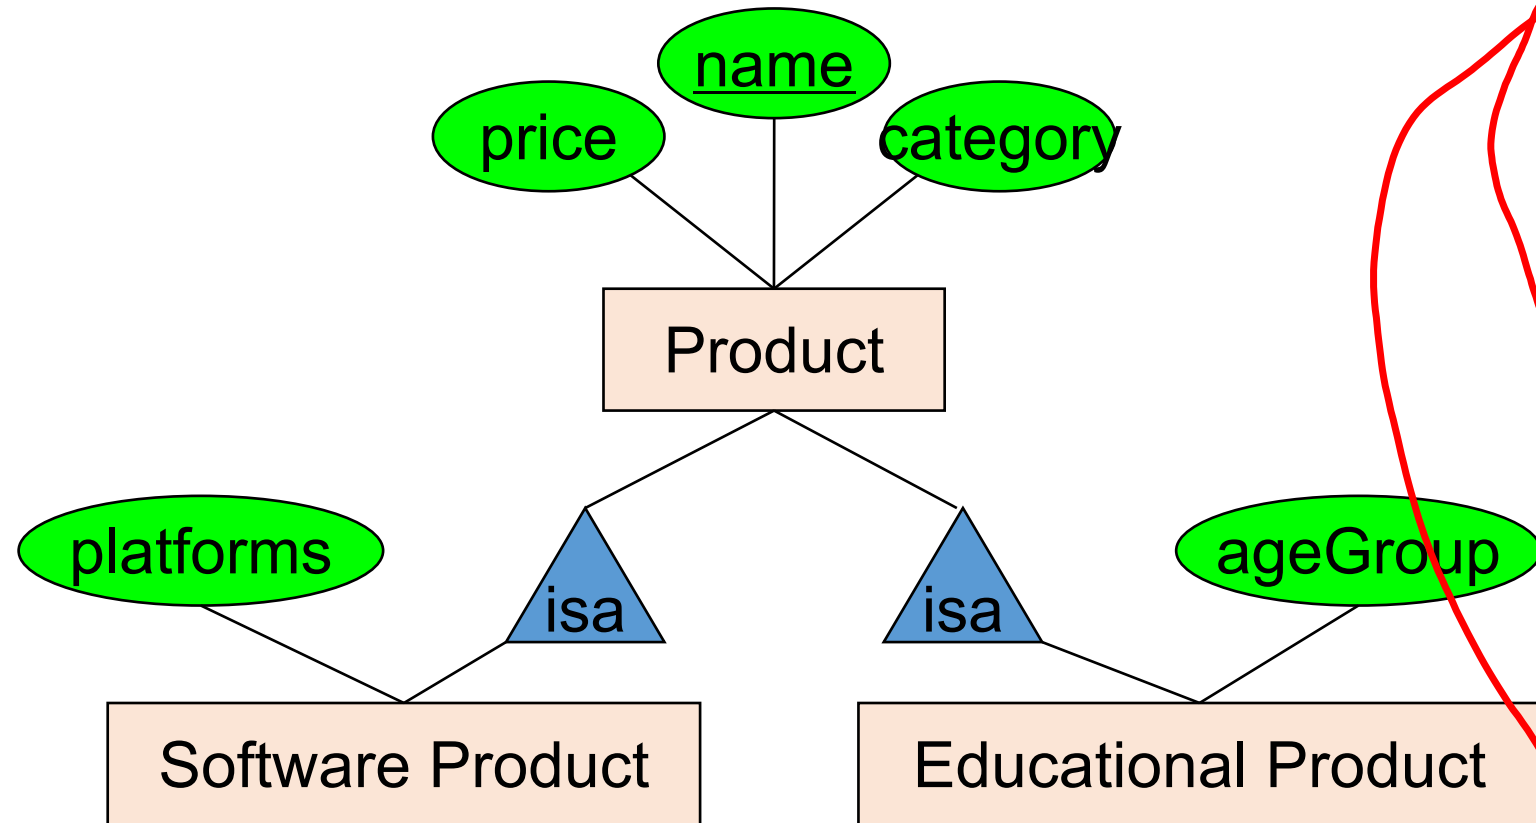 name
price
category
Product
platforms
ageGroup
isa
isa
Software Product
Educational Product